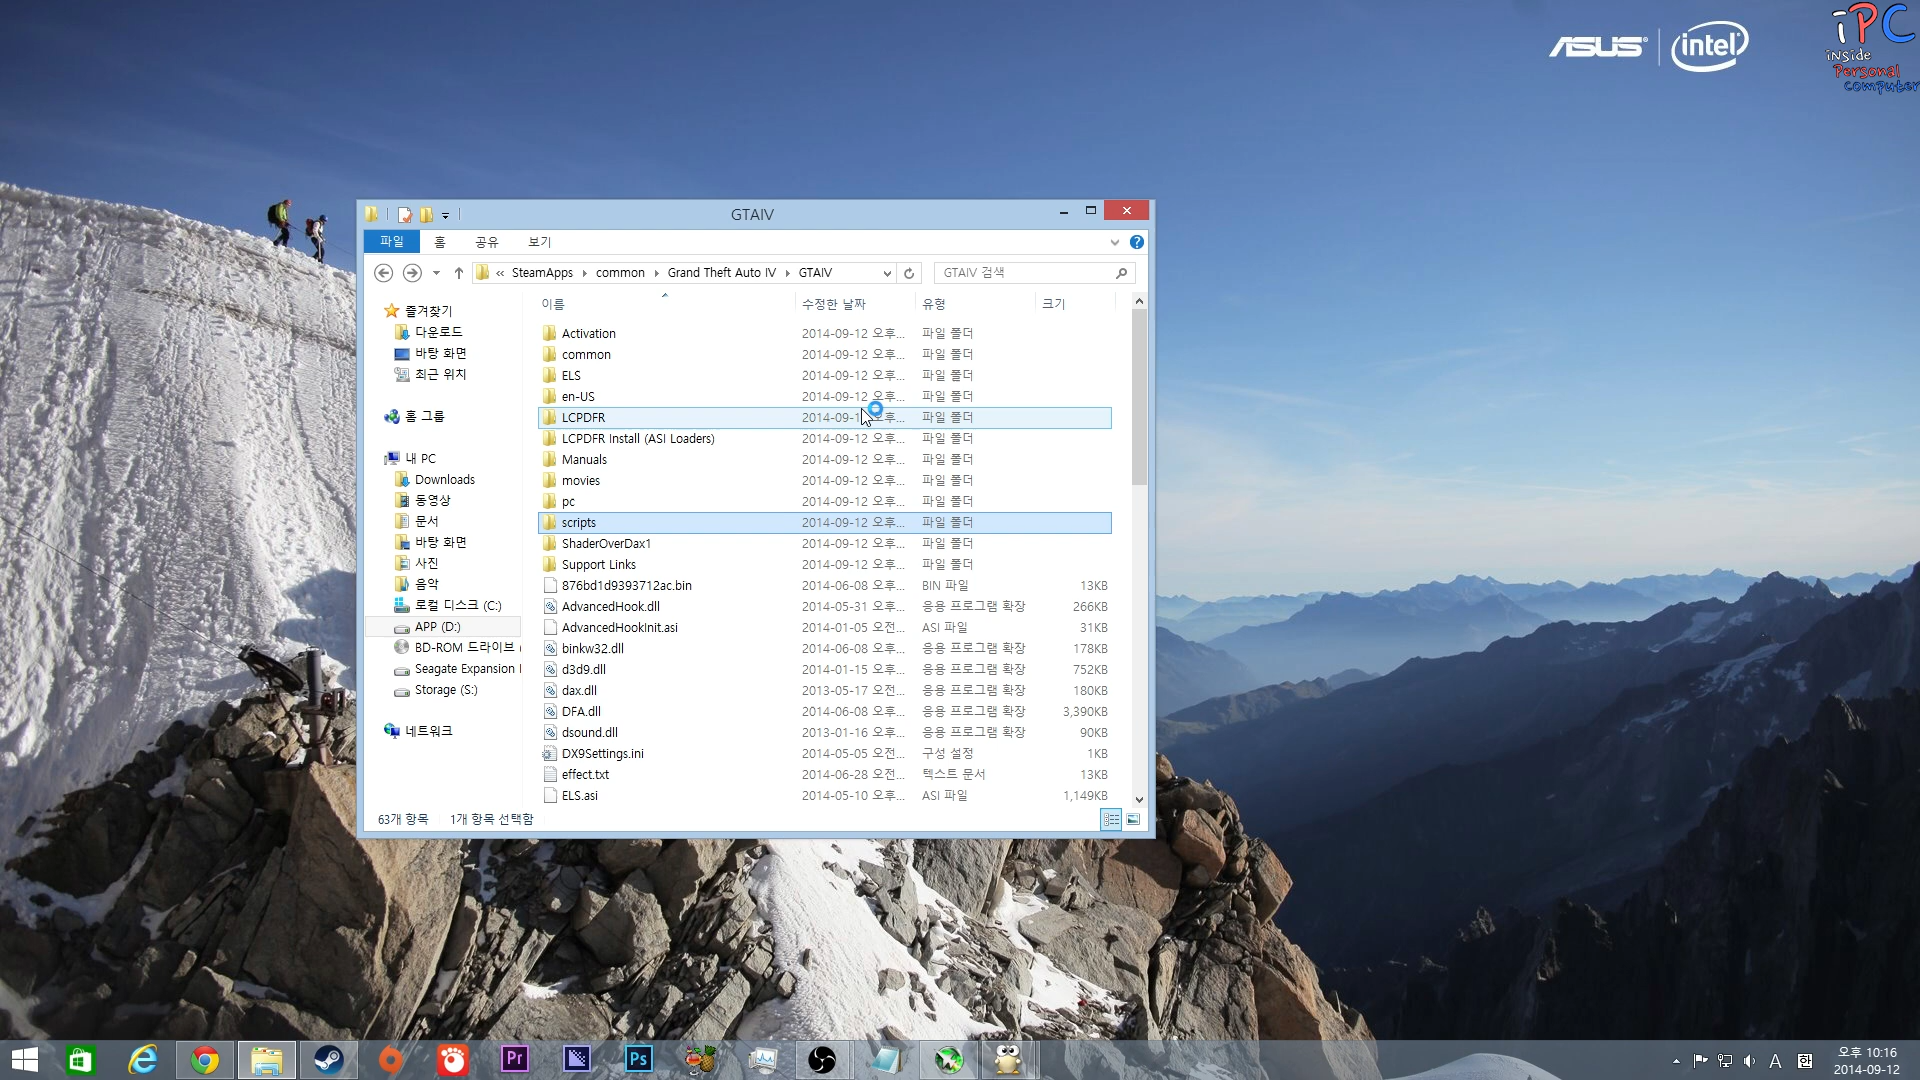 ASUS
intel
iPC
iNside
Personal
computer
GTAIV
파일
홈
공유
보기
« SteamApps
common
Grand Theft Auto IV
GTAIV
GTAIV 검색
이름
수정한 날짜
유형
크기
즐겨찾기
다운로드
바탕 화면
최근 위치
홈 그룹
내 PC
Downloads
동영상
문서
바탕 화면
사진
음악
로컬 디스크 (C:)
APP (D:)
BD-ROM 드라이브
Seagate Expansion
Storage (S:)
네트워크
Activation 2014-09-12 오후... 파일 폴더
common 2014-09-12 오후... 파일 폴더
ELS 2014-09-12 오후... 파일 폴더
en-US 2014-09-12 오후... 파일 폴더
LCPDFR 2014-09-1 오후... 파일 폴더
LCPDFR Install (ASI Loaders) 2014-09-12 오후... 파일 폴더
Manuals 2014-09-12 오후... 파일 폴더
movies 2014-09-12 오후... 파일 폴더
pc 2014-09-12 오후... 파일 폴더
scripts 2014-09-12 오후... 파일 폴더
ShaderOverDax1 2014-09-12 오후... 파일 폴더
Support Links 2014-09-12 오후... 파일 폴더
876bd1d9393712ac.bin 2014-06-08 오후... BIN 파일 13KB
AdvancedHook.dll 2014-05-31 오후... 응용 프로그램 확장 266KB
AdvancedHookInit.asi 2014-01-05 오전... ASI 파일 31KB
binkw32.dll 2014-06-08 오후... 응용 프로그램 확장 178KB
d3d9.dll 2014-01-15 오후... 응용 프로그램 확장 752KB
dax.dll 2013-05-17 오전... 응용 프로그램 확장 180KB
DFA.dll 2014-06-08 오후... 응용 프로그램 확장 3,390KB
dsound.dll 2013-01-16 오후... 응용 프로그램 확장 90KB
DX9Settings.ini 2014-05-05 오전... 구성 설정 1KB
effect.txt 2014-06-28 오전... 텍스트 문서 13KB
ELS.asi 2014-05-10 오후... ASI 파일 1,149KB
63개 항목
1개 항목 선택함
Pr
Ps
A
한
오후 10:16
2014-09-12